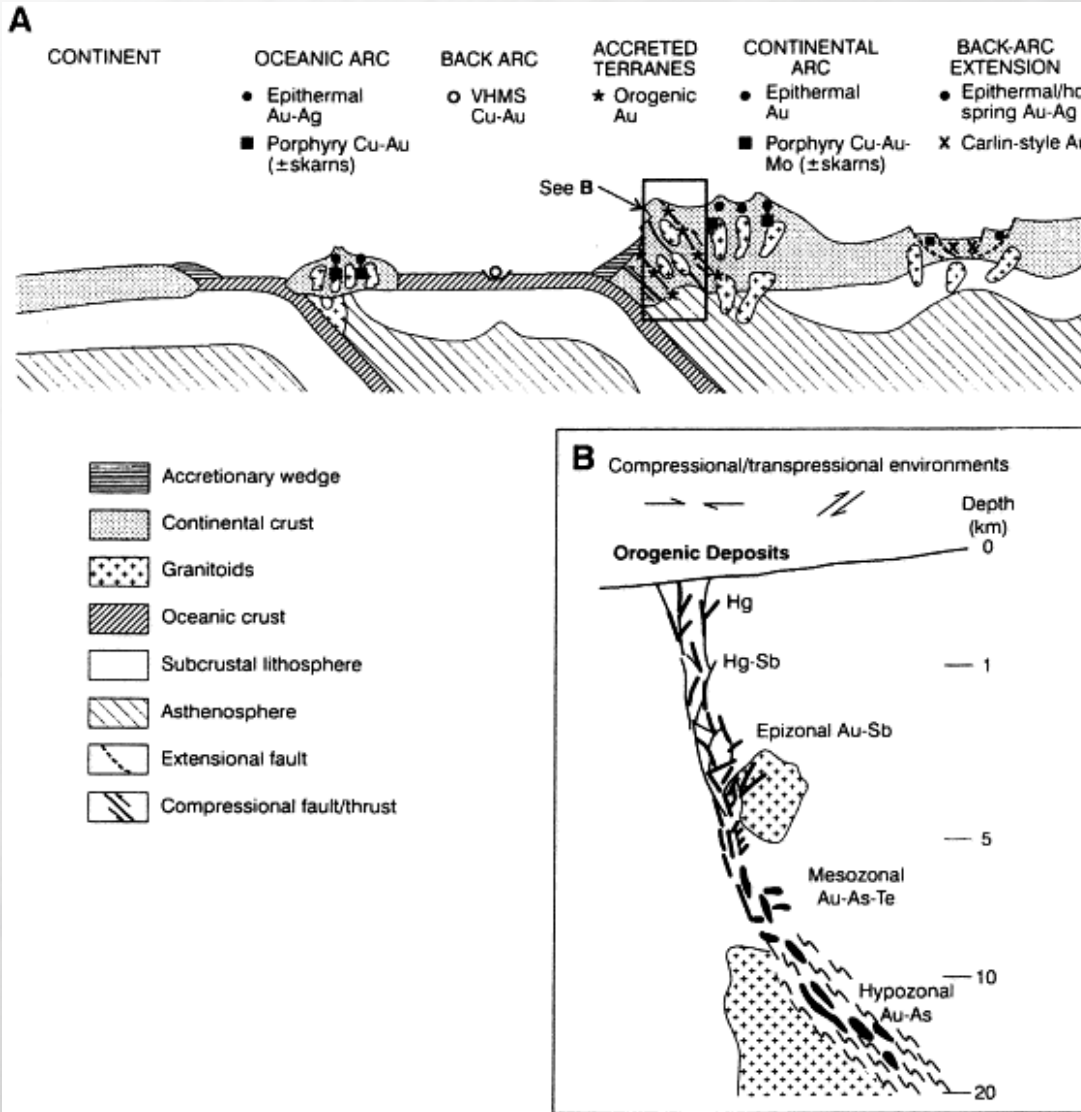 A
CONTINENT
OCEANIC ARC
● Epithermal
Au-Ag
■ Porphyry Cu-Au
(±skarns)
BACK ARC
o VHMS
Cu-Au
ACCRETED
TERRANES
★ Orogenic
Au
CONTINENTAL
ARC
● Epithermal
Au
■ Porphyry Cu-Au-
Mo (±skarns)
BACK-ARC
EXTENSION
● Epithermal/ho
spring Au-Ag
x Carlin-style Au
See B
Accretionary wedge
Continental crust
Granitoids
Oceanic crust
Subcrustal lithosphere
Asthenosphere
Extensional fault
Compressional fault/thrust
B Compressional/transpressional environments
Depth
(km)
Orogenic Deposits
0
Hg
Hg-Sb
1
Epizonal Au-Sb
5
Mesozonal
Au-As-Te
10
Hypozonal
Au-As
20